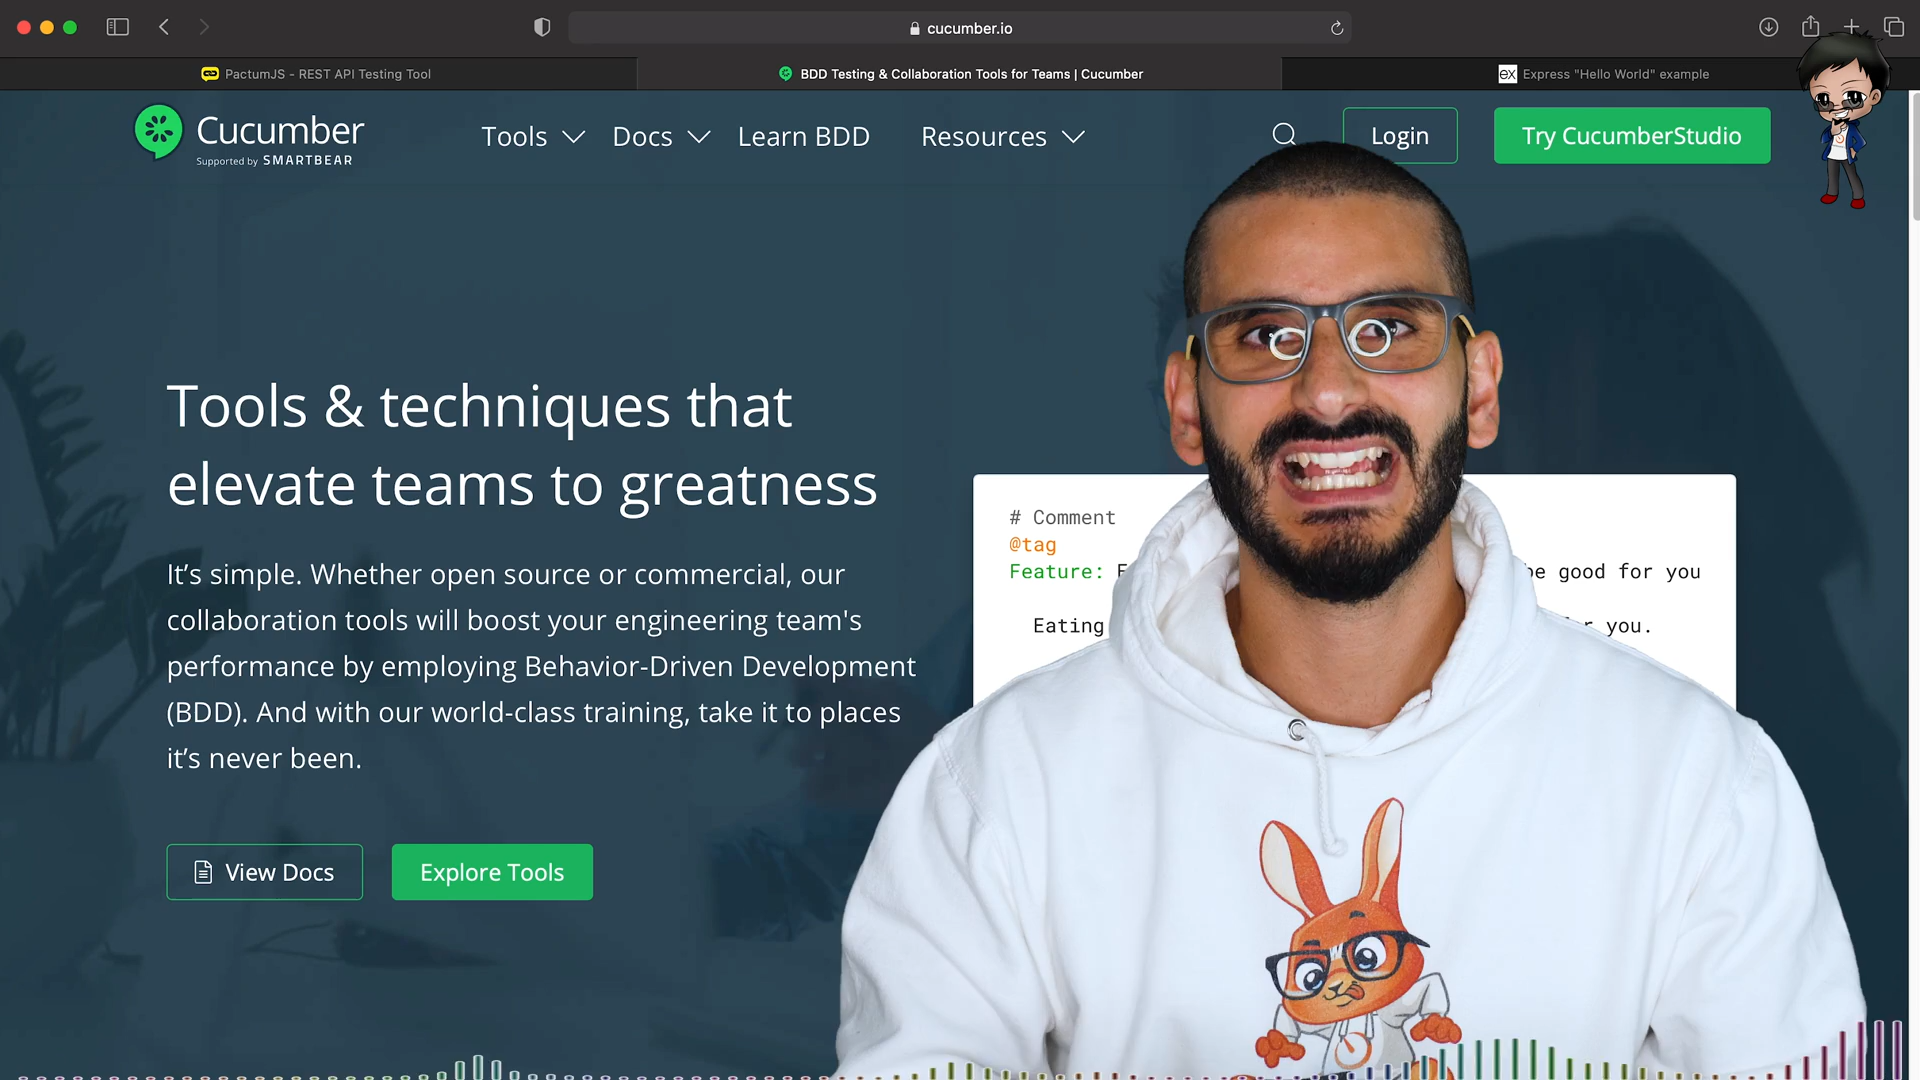 cucumber.io
PactumJS - REST API Testing Tool
BDD Testing & Collaboration Tools for Teams | Cucumber
ex Express "Hello World" example
Cucumber
Supported by SMARTBEAR
Tools
Docs
Learn BDD
Resources
Login
Try CucumberStudio
Tools & techniques that
elevate teams to greatness
It’s simple. Whether open source or commercial, our
collaboration tools will boost your engineering team's
performance by employing Behavior-Driven Development
(BDD). And with our world-class training, take it to places
it’s never been.
View Docs
Explore Tools
# Comment
@tag
Feature: be good for you
Eating you.